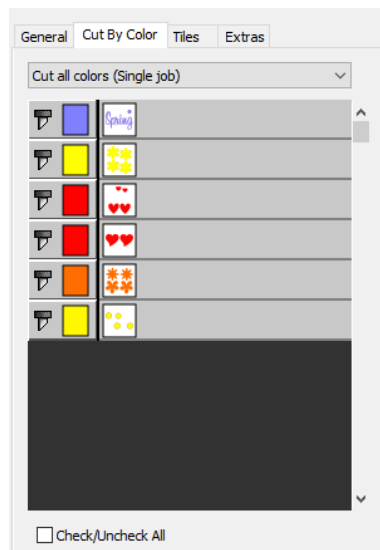 General Cut By Color Tiles Extras
Cut all colors (Single job)
Spring
Check/Uncheck All